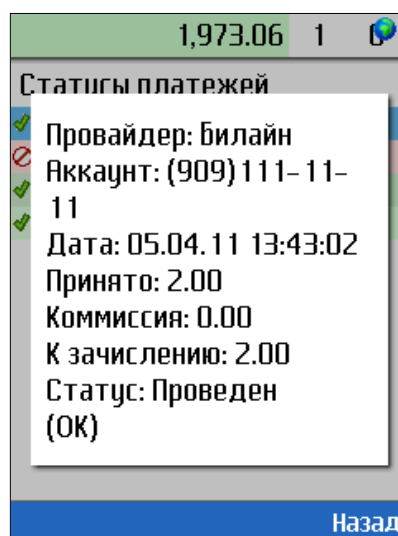 1,973.06 1
Статусы платежей
Провайдер: Билайн
Аккаунт: (909)111-11-
11
Дата: 05.04.11 13:43:02
Принято: 2.00
Коммиссия: 0.00
К зачислению: 2.00
Статус: Проведен
(OK)
Назад